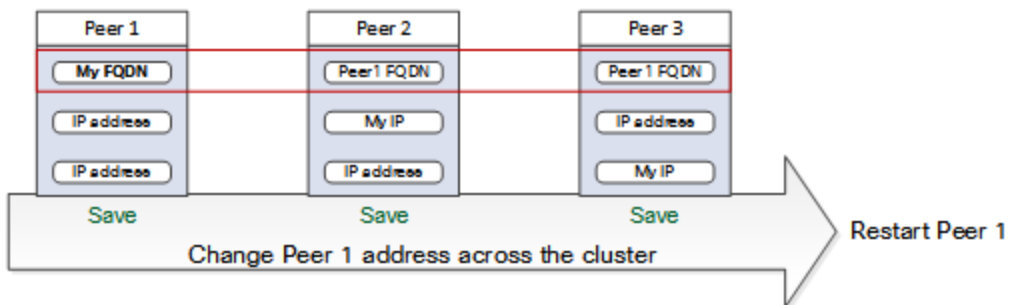 Peer 1
Peer 2
Peer 3
My FQDN
Peer1 FQDN
Peer1 FQDN
IP address
My IP
IP address
IP address
IP address
My IP
Save
Save
Save
Restart Peer 1
Change Peer 1 address across the cluster